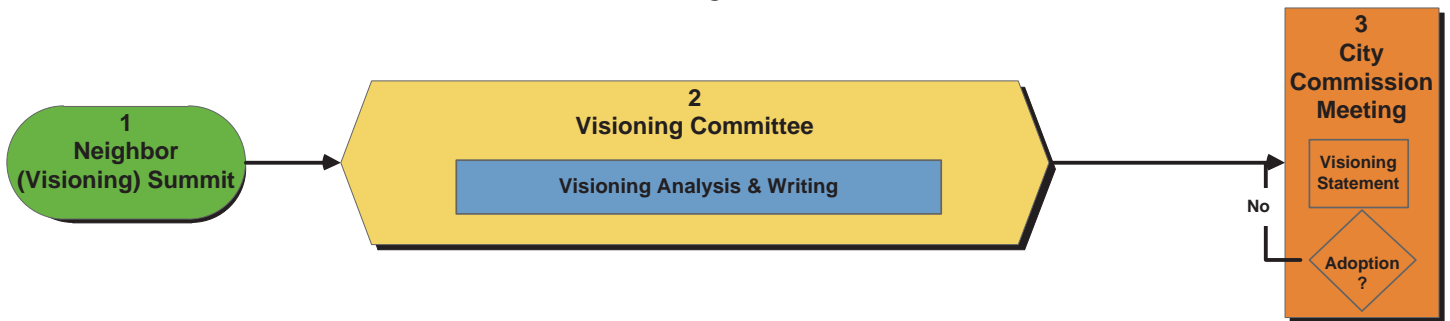 1
Neighbor
(Visioning) Summit
2
Visioning Committee
Visioning Analysis & Writing
3
City
Commission
Meeting
Visioning
Statement
No
Adoption
?